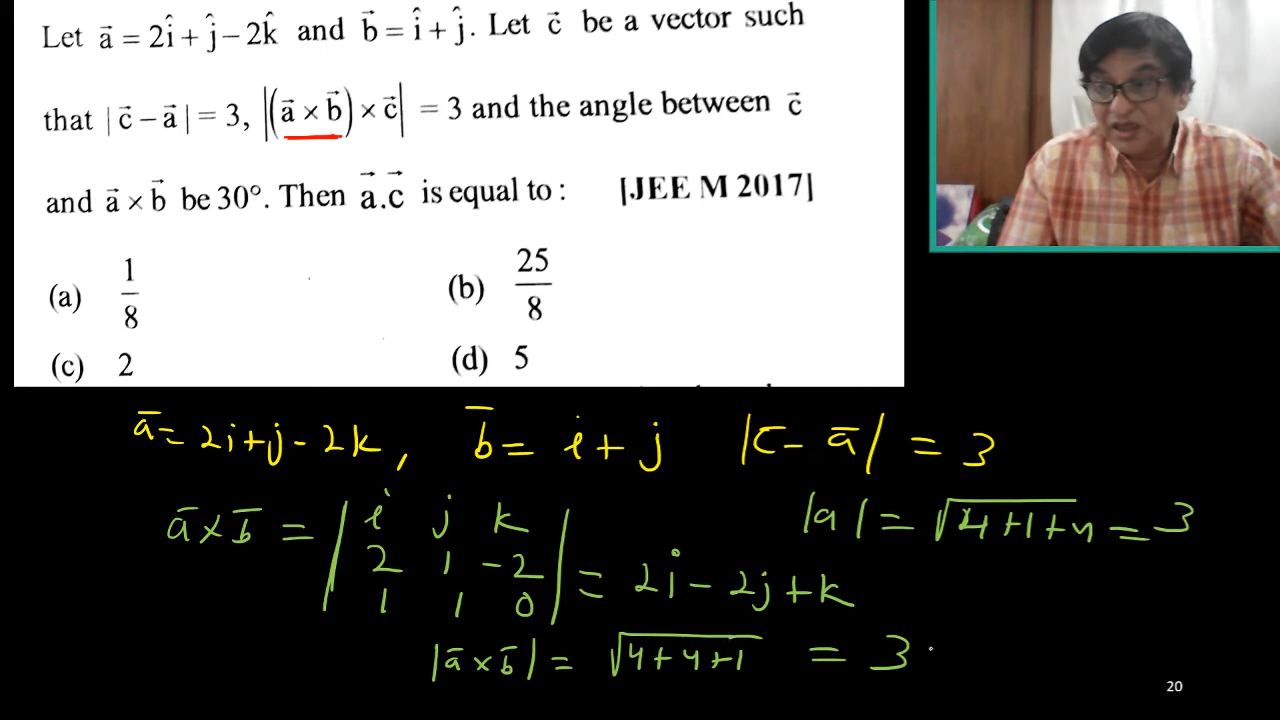 Let a⃗ = 2î + ĵ − 2k̂ and b⃗ = î + ĵ. Let c⃗ be a vector such
that |c⃗ − a⃗| = 3, |(a⃗ × b⃗) × c⃗| = 3 and the angle between c⃗
and a⃗ × b⃗ be 30°. Then a⃗.c⃗ is equal to : [JEE M 2017]
(a) 1/8 (b) 25/8
(c) 2 (d) 5
a̅ = 2i + j − 2k, b̅ = i + j |c̅ − a̅| = 3
a̅ × b̅ = | i j k | |a| = √4+1+4 = 3
| 2 1 −2 | = 2i − 2j + k
| 1 1 0 |
|a̅ × b̅| = √4+4+1 = 3
20